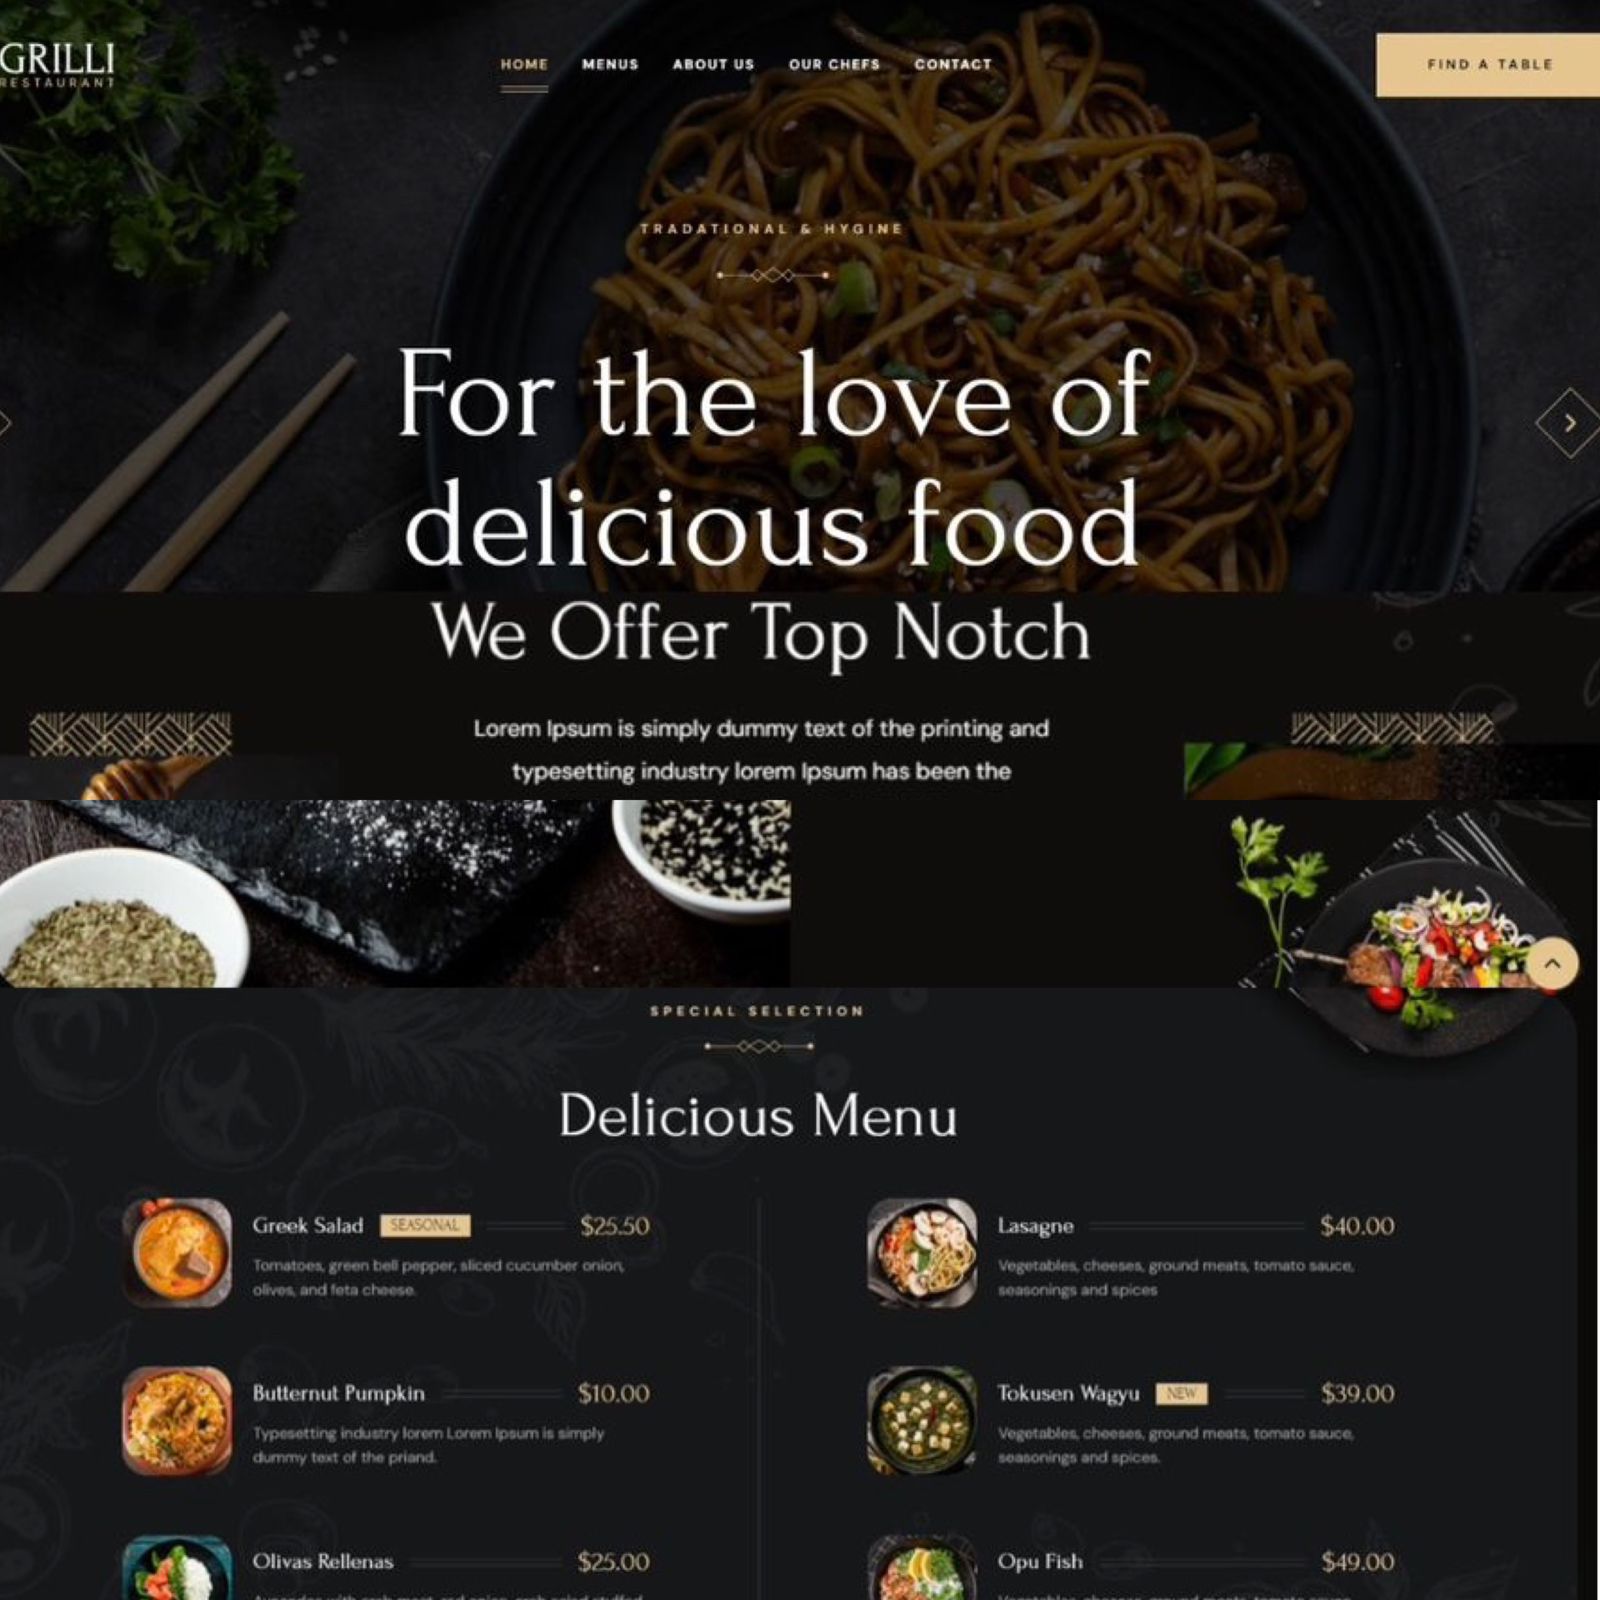 GRILLI
RESTAURANT
HOME MENUS ABOUT US OUR CHEFS CONTACT
FIND A TABLE
TRADATIONAL & HYGINE
For the love of
delicious food
We Offer Top Notch
Lorem Ipsum is simply dummy text of the printing and
typesetting industry lorem Ipsum has been the
SPECIAL SELECTION
Delicious Menu
Greek Salad SEASONAL $25.50
Tomatoes, green bell pepper, sliced cucumber onion,
olives, and feta cheese.
Butternut Pumpkin $10.00
Typesetting industry lorem Lorem Ipsum is simply
dummy text of the priand.
Olivas Rellenas $25.00
Lasagne $40.00
Vegetables, cheeses, ground meats, tomato sauce,
seasonings and spices
Tokusen Wagyu NEW $39.00
Vegetables, cheeses, ground meats, tomato sauce,
seasonings and spices.
Opu Fish $49.00